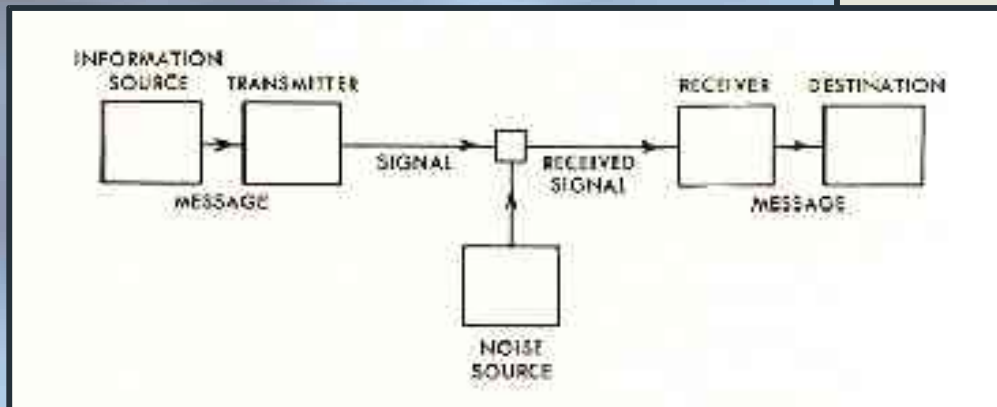 INFORMATION
SOURCE
TRANSMITTER
RECEIVER
DESTINATION
SIGNAL
RECEIVED
SIGNAL
MESSAGE
MESSAGE
NOISE
SOURCE